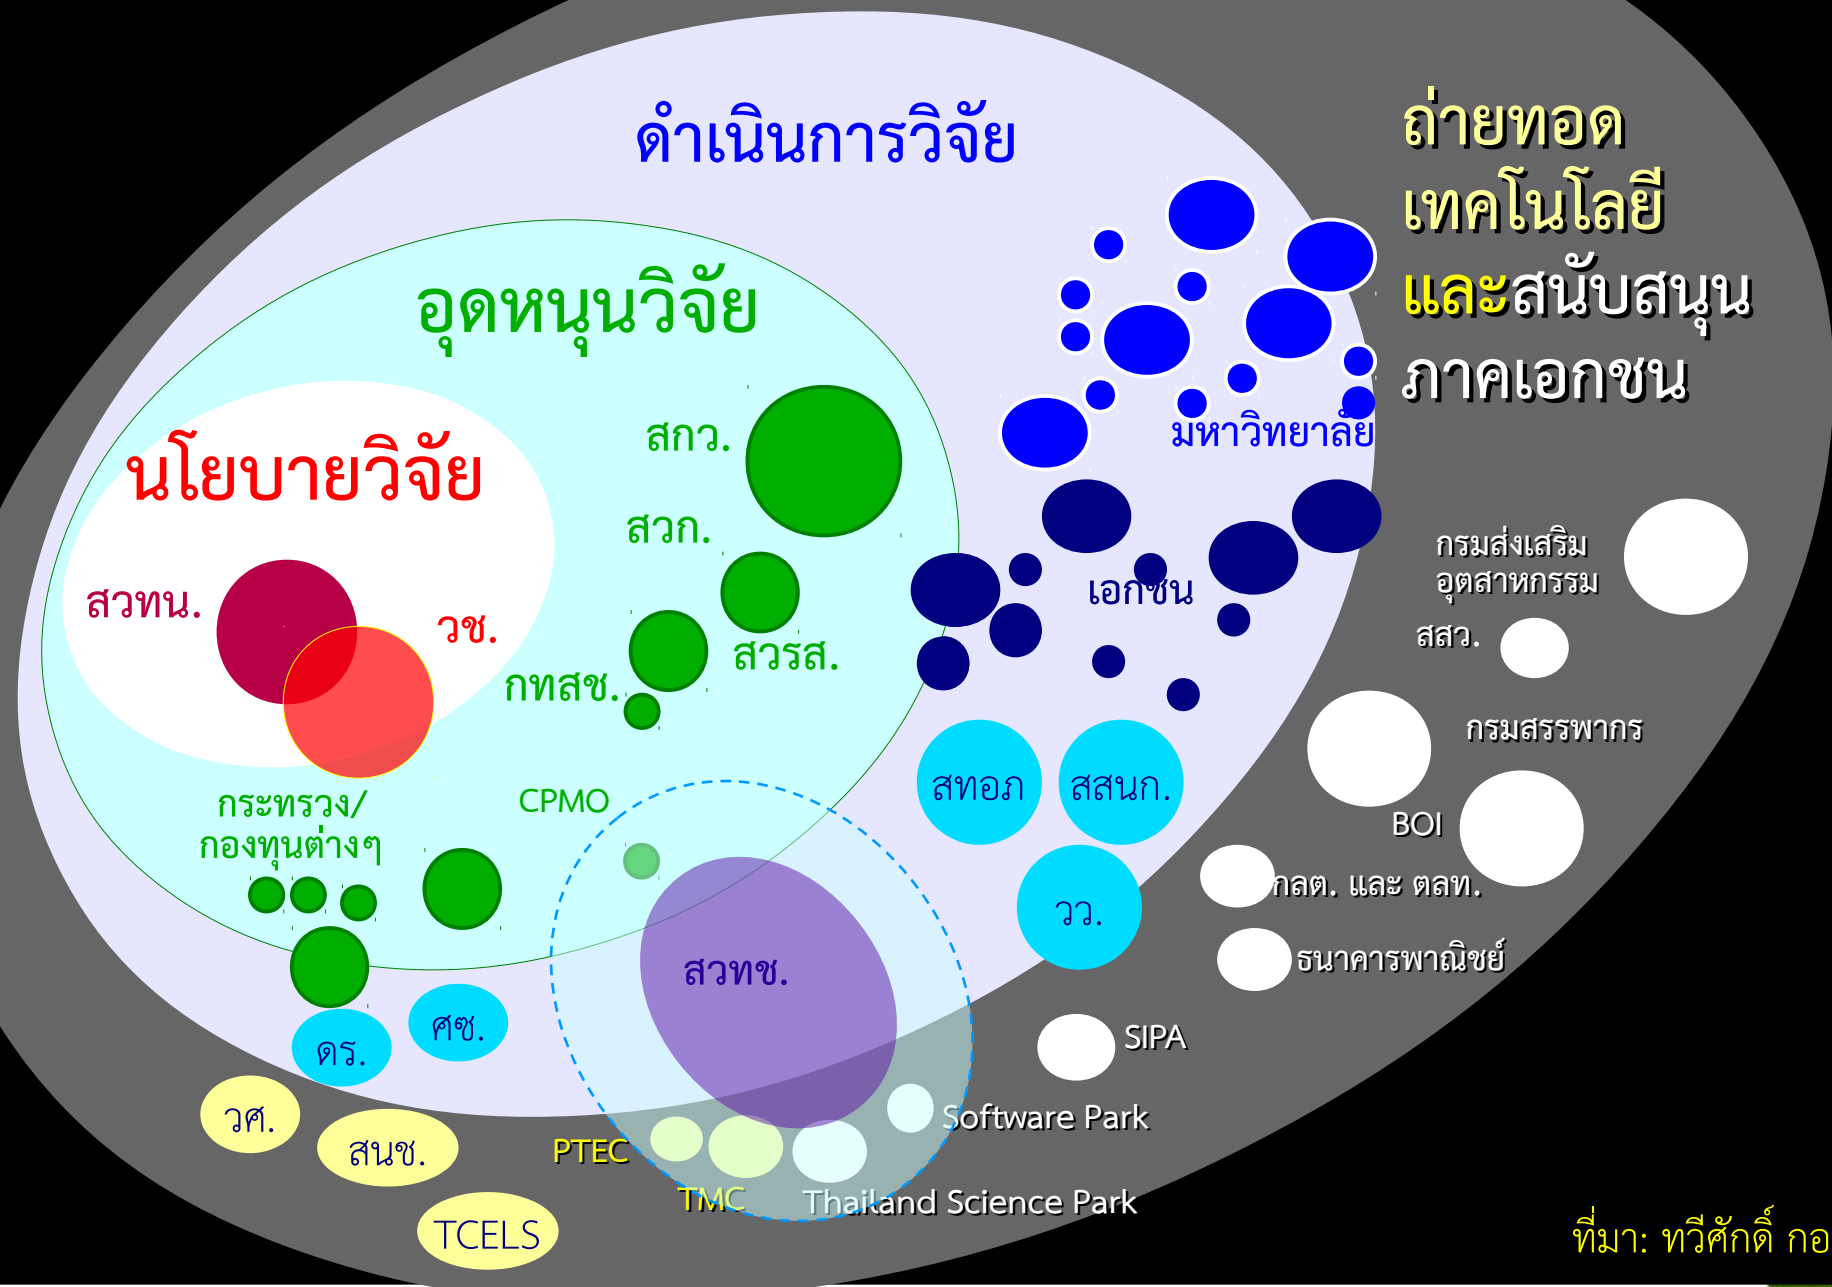 ดำเนินการวิจัย
ถ่ายทอด
เทคโนโลยี
และสนับสนุน
ภาคเอกชน
อุดหนุนวิจัย
นโยบายวิจัย
สกว.
มหาวิทยาลัย
สวก.
เอกชน
กรมส่งเสริม
อุตสาหกรรม
สวทน.
วช.
สวรส.
สสว.
กทสช.
กรมสรรพากร
กระทรวง/
กองทุนต่างๆ
CPMO
สทอภ
สสนก.
BOI
กลต. และ ตลท.
วว.
ธนาคารพาณิชย์
สวทช.
ศซ.
ดร.
SIPA
วศ.
สนช.
PTEC
Software Park
TMC
Thailand Science Park
TCELS
ที่มา: ทวีศักดิ์ กอ